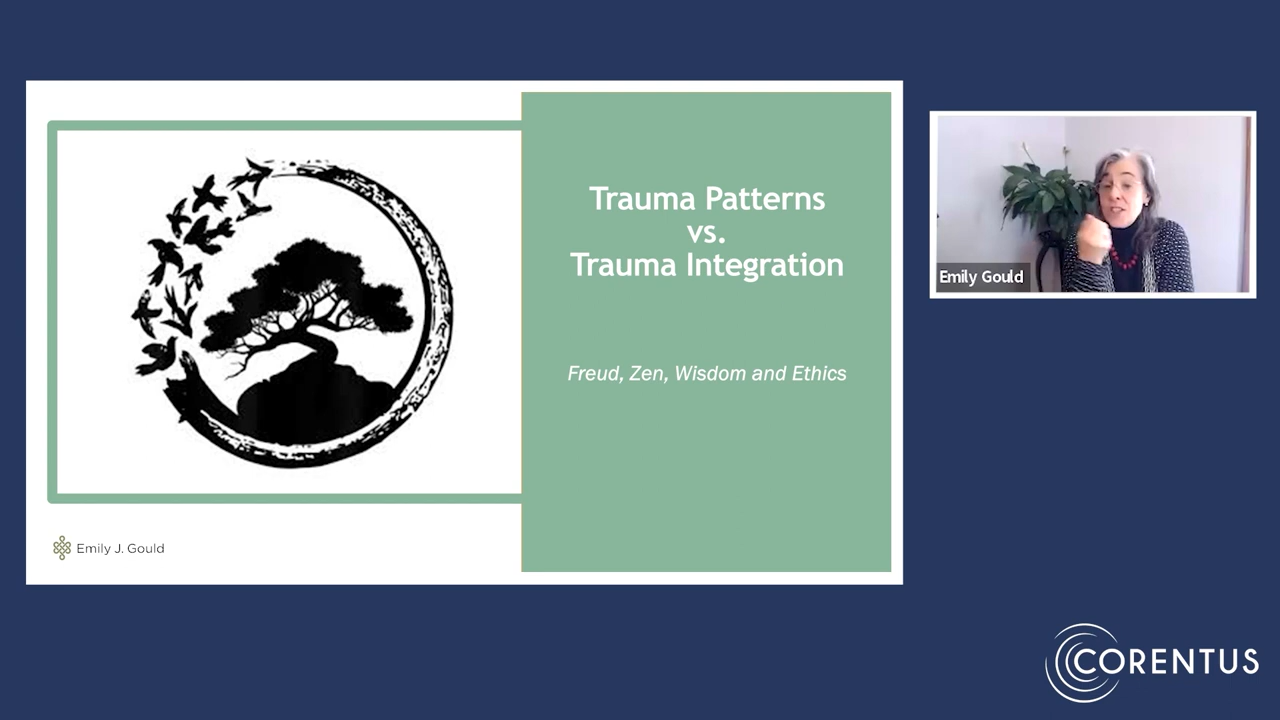 Trauma Patterns
vs.
Trauma Integration
Freud, Zen, Wisdom and Ethics
Emily J. Gould
Emily Gould
CORENTUS